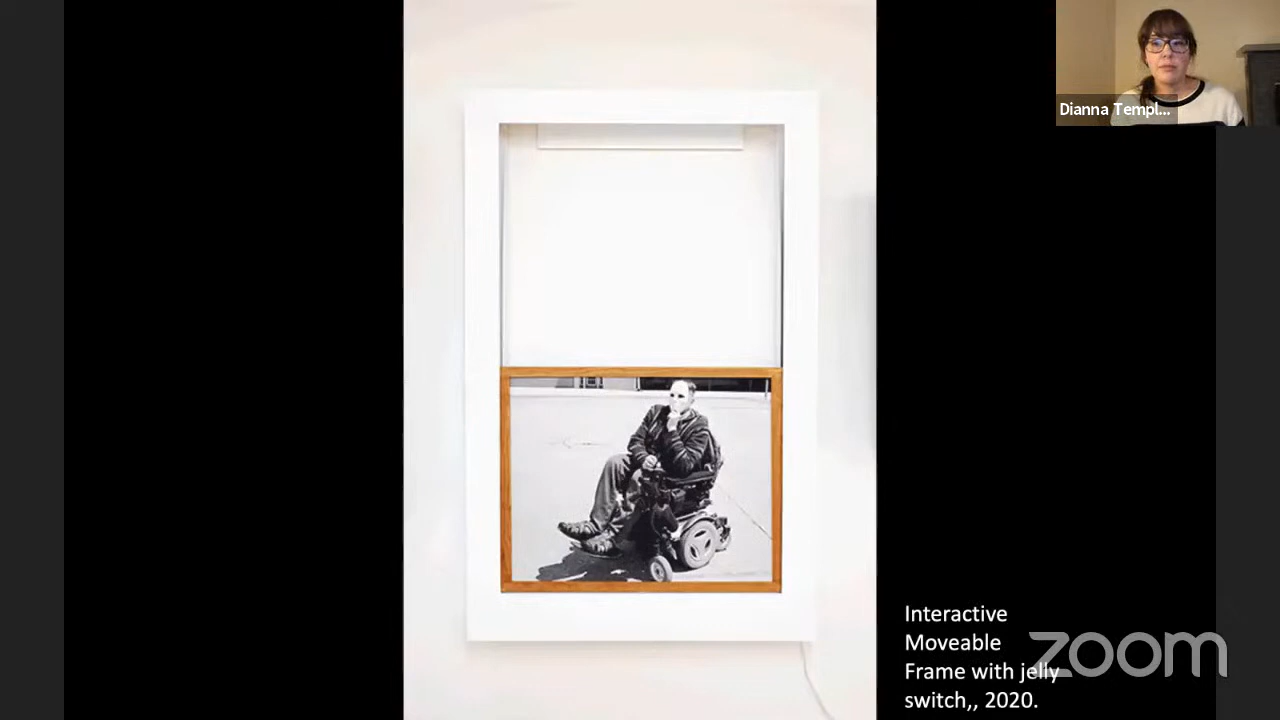 Dianna Templ...
Interactive
Moveable
Frame with jelly
switch,, 2020.
zoom